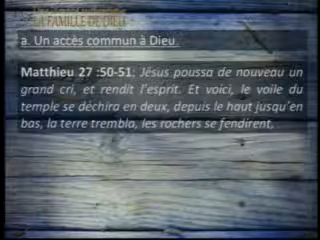 LA FAMILLE DE DIEU
a. Un accès commun à Dieu.
Matthieu 27 :50-51: Jésus poussa de nouveau un
grand cri, et rendit l'esprit. Et voici, le voile du
temple se déchira en deux, depuis le haut jusqu'en
bas, la terre trembla, les rochers se fendirent,